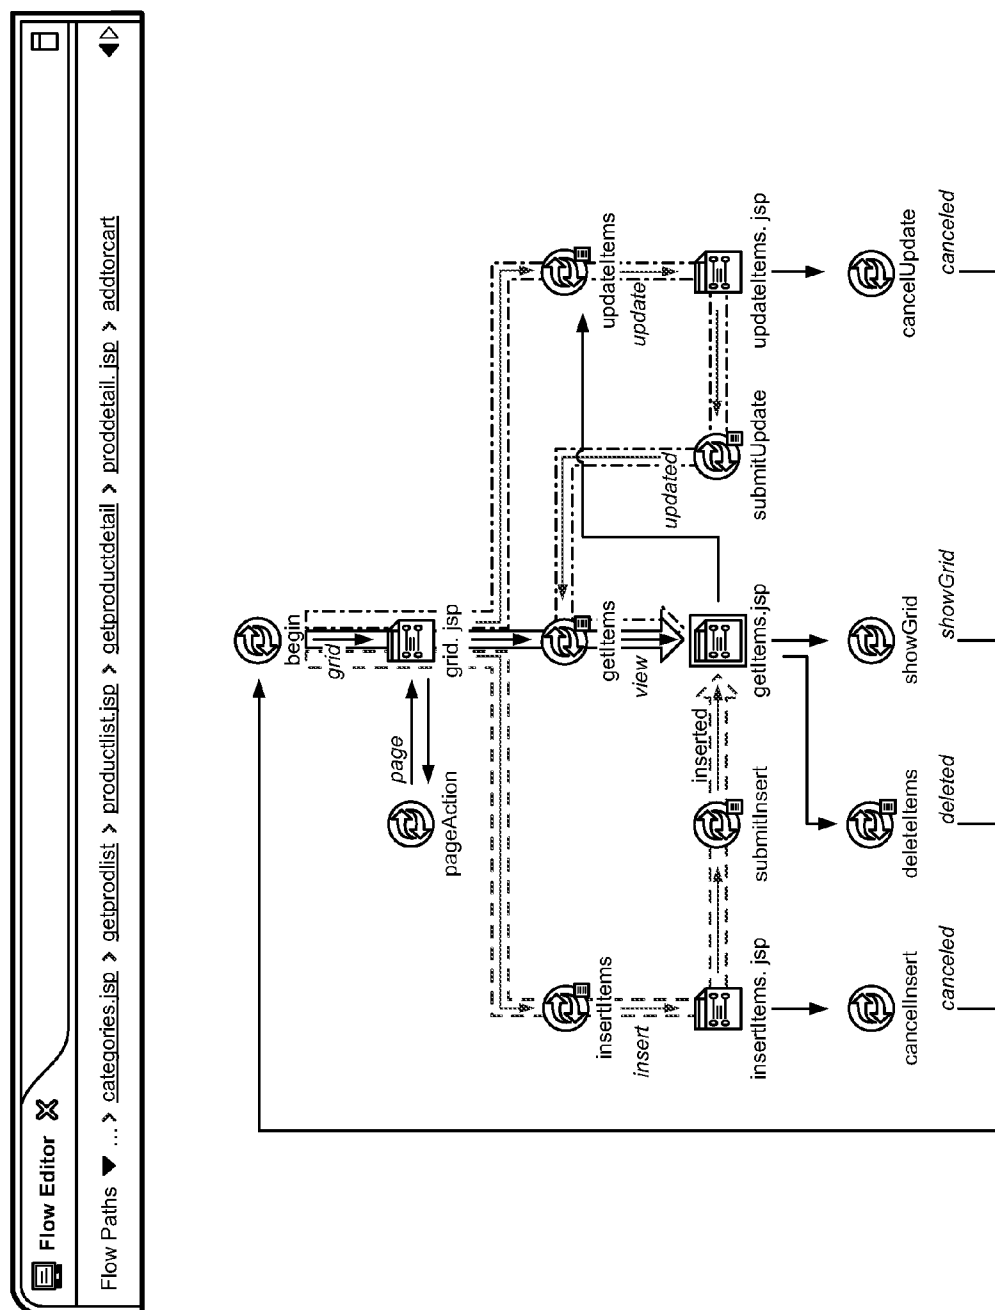 Flow Editor
Flow Paths ... > categories.jsp > getprodlist > productlist.jsp > getproductdetail > proddetail. jsp > addtorcart
begin
grid
page
pageAction
grid. jsp
insertItems
insert
getItems
view
updateItems
update
updated
inserted
insertItems. jsp
submitInsert
getItems.jsp
submitUpdate
updateItems. jsp
cancelInsert
canceled
deleteItems
deleted
showGrid
showGrid
cancelUpdate
canceled